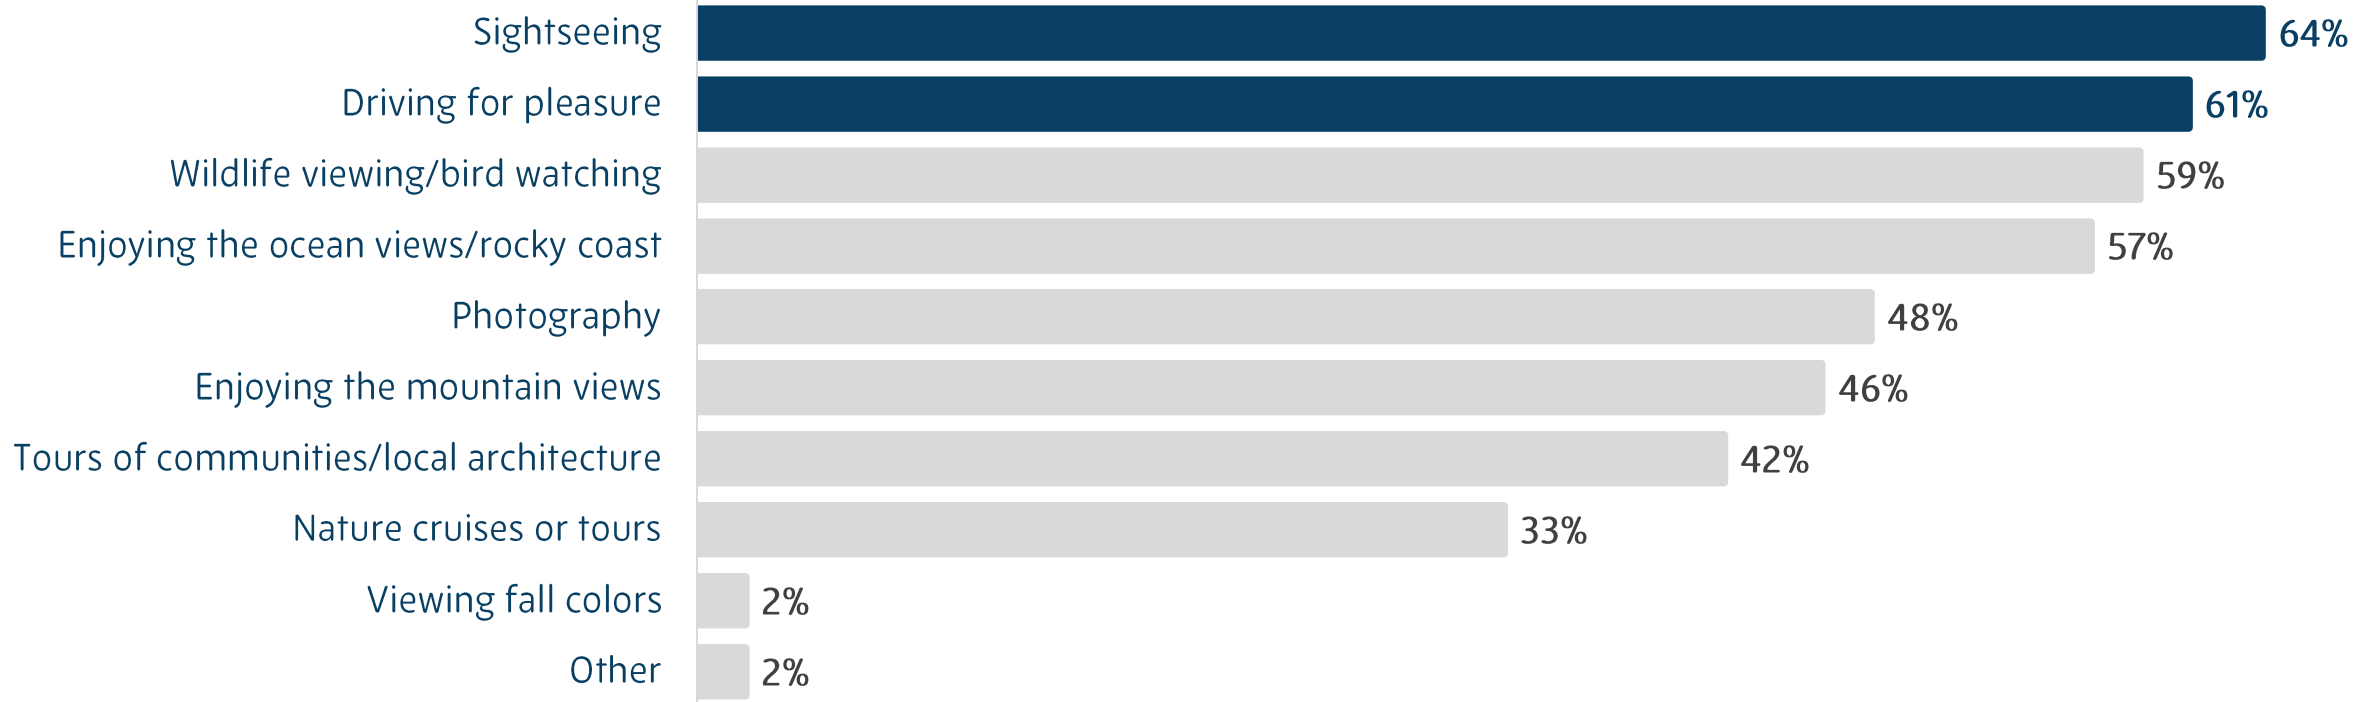 Sightseeing 64%
Driving for pleasure 61%
Wildlife viewing/bird watching 59%
Enjoying the ocean views/rocky coast 57%
Photography 48%
Enjoying the mountain views 46%
Tours of communities/local architecture 42%
Nature cruises or tours 33%
Viewing fall colors 2%
Other 2%